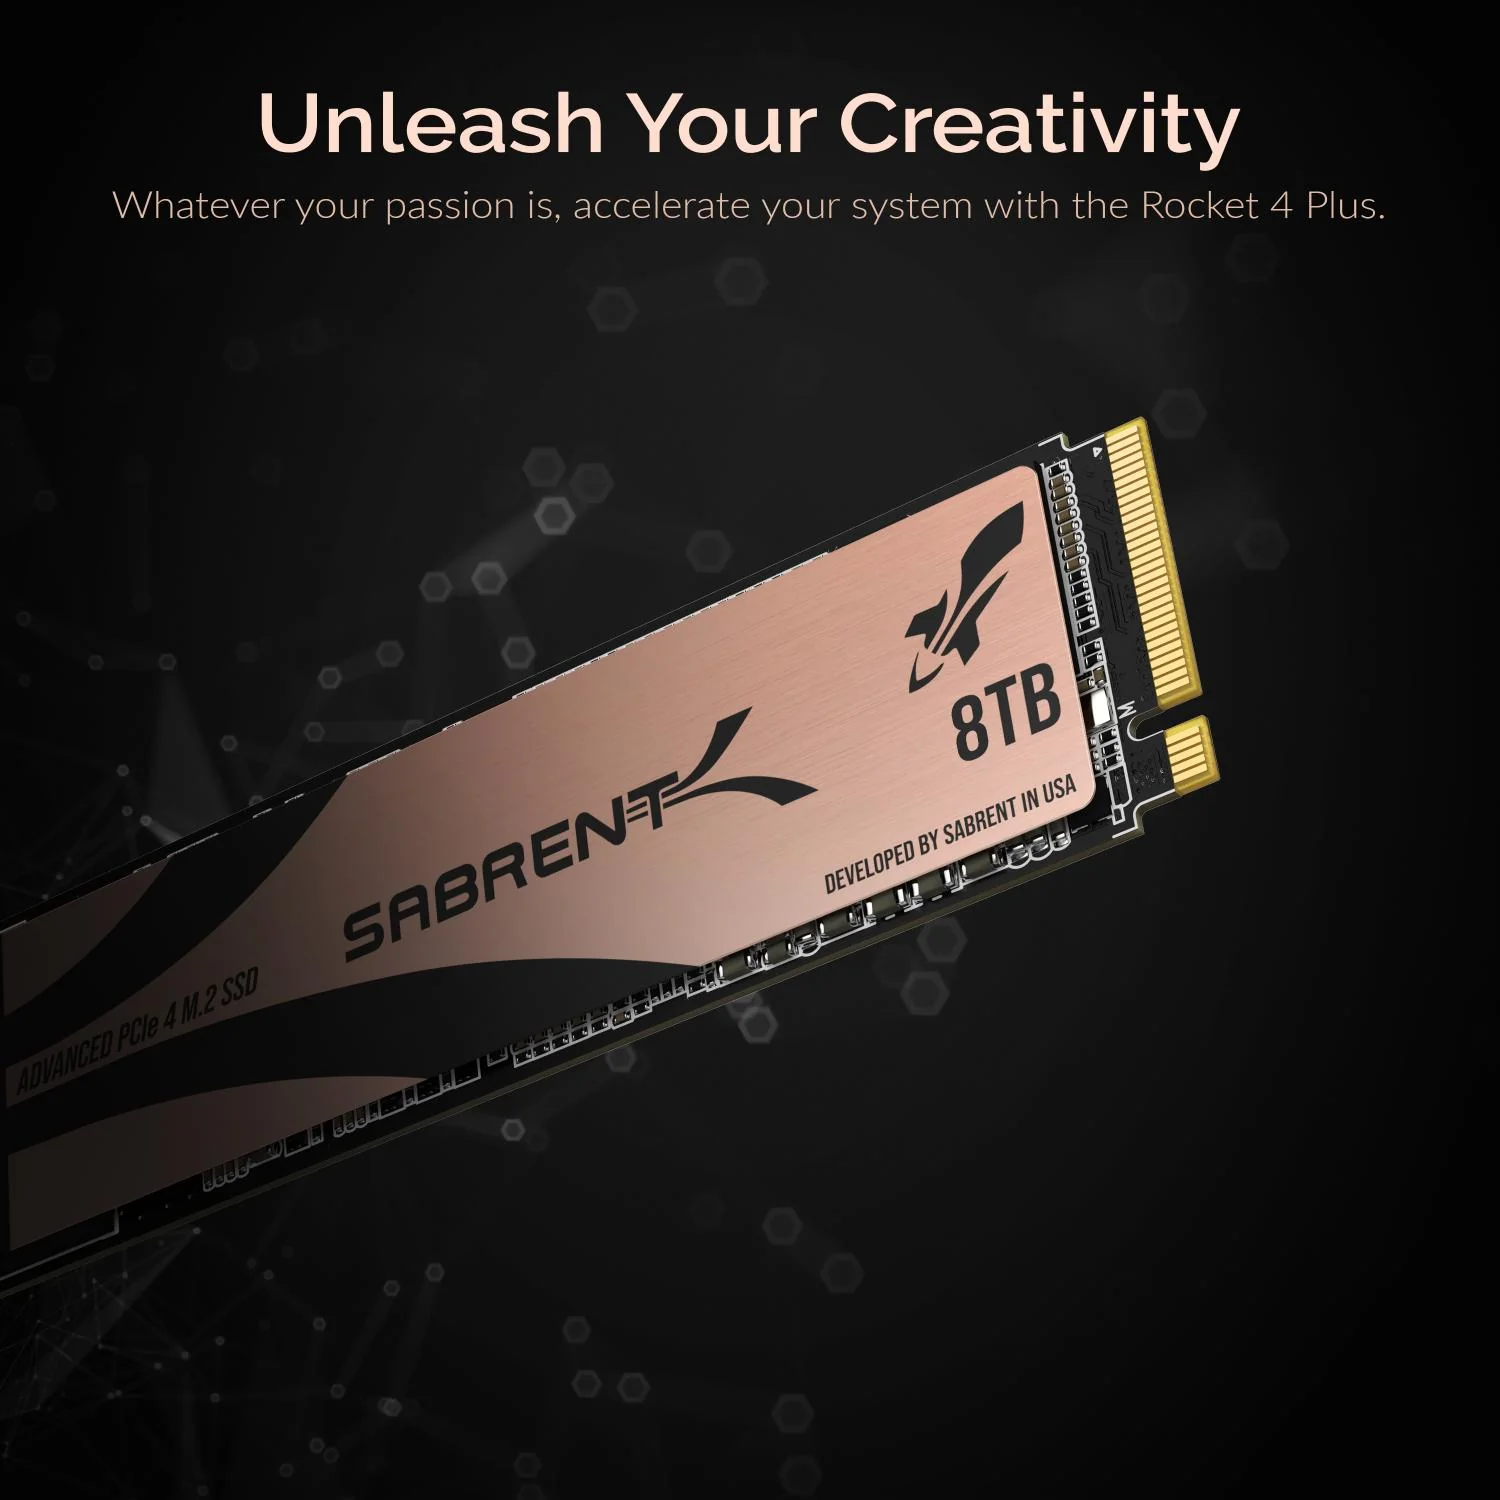 Unleash Your Creativity
Whatever your passion is, accelerate your system with the Rocket 4 Plus.
8TB
SABRENT
DEVELOPED BY SABRENT IN USA
ADVANCED PCIe 4 M.2 SSD
M